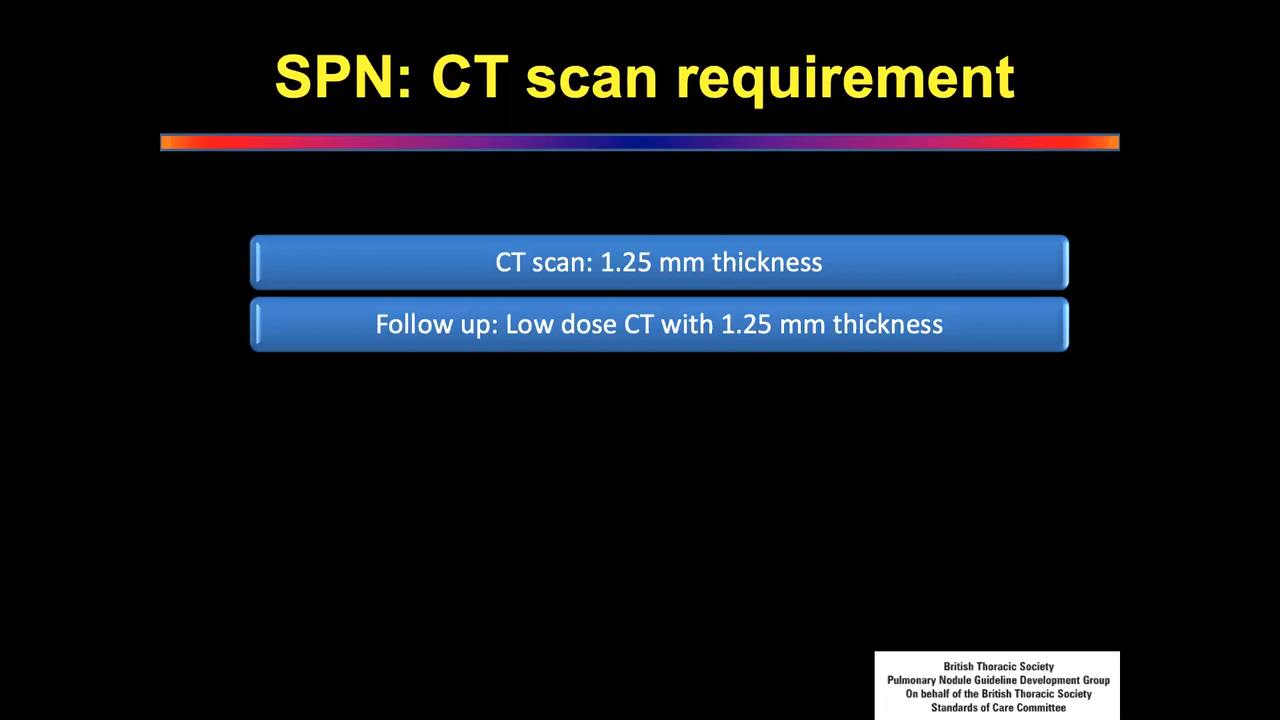 SPN: CT scan requirement
CT scan: 1.25 mm thickness
Follow up: Low dose CT with 1.25 mm thickness
British Thoracic Society
Pulmonary Nodule Guideline Development Group
On behalf of the British Thoracic Society
Standards of Care Committee